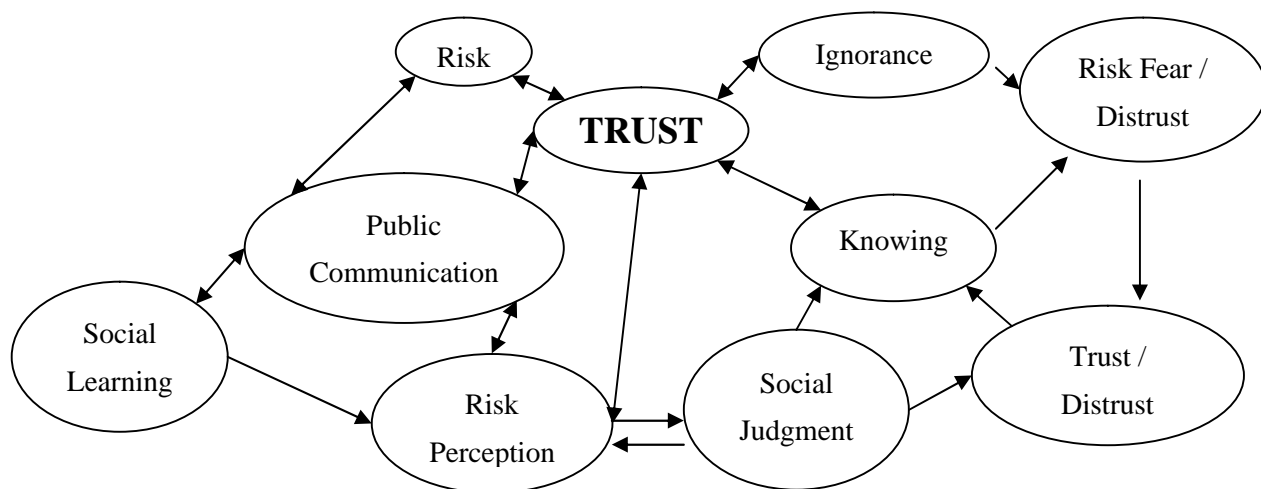 Risk
Ignorance
Risk Fear /
Distrust
TRUST
Public
Communication
Knowing
Social
Learning
Risk
Perception
Social
Judgment
Trust /
Distrust